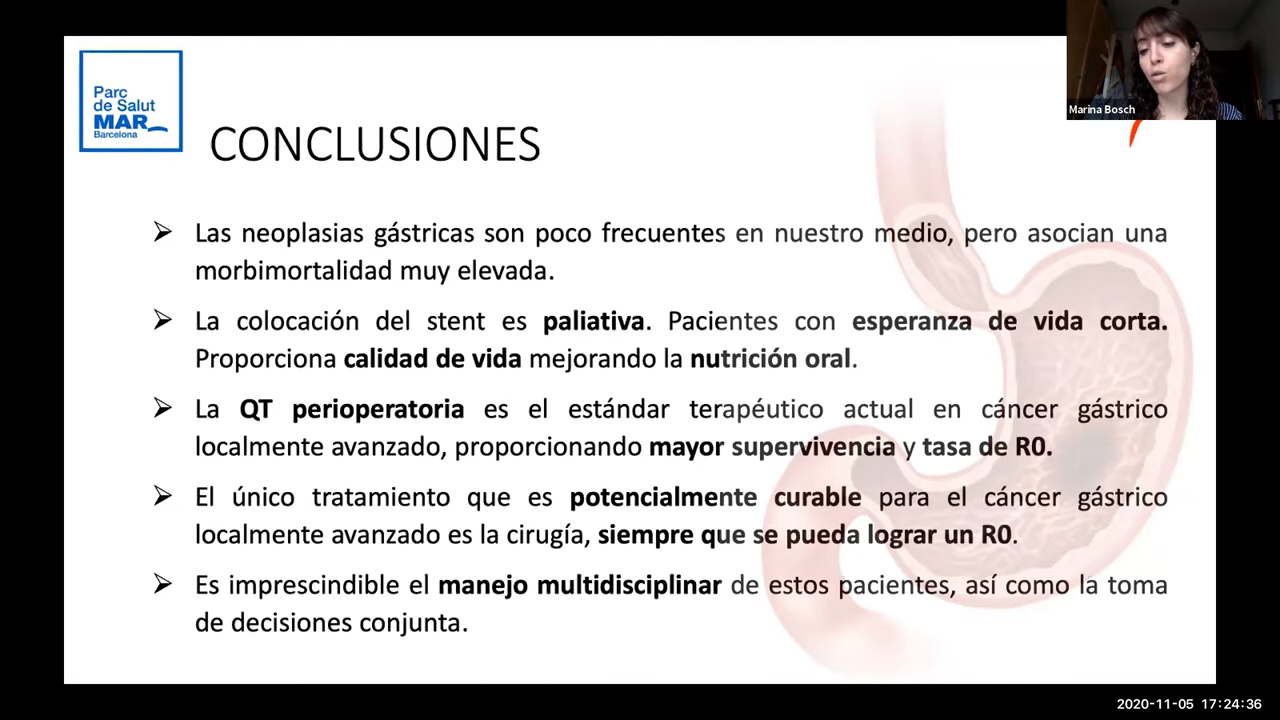 Parc
de Salut
MAR
Barcelona
Marina Bosch
CONCLUSIONES
Las neoplasias gástricas son poco frecuentes en nuestro medio, pero asocian una
morbimortalidad muy elevada.
La colocación del stent es paliativa. Pacientes con esperanza de vida corta.
Proporciona calidad de vida mejorando la nutrición oral.
La QT perioperatoria es el estándar terapéutico actual en cáncer gástrico
localmente avanzado, proporcionando mayor supervivencia y tasa de R0.
El único tratamiento que es potencialmente curable para el cáncer gástrico
localmente avanzado es la cirugía, siempre que se pueda lograr un R0.
Es imprescindible el manejo multidisciplinar de estos pacientes, así como la toma
de decisiones conjunta.
2020-11-05 17:24:36